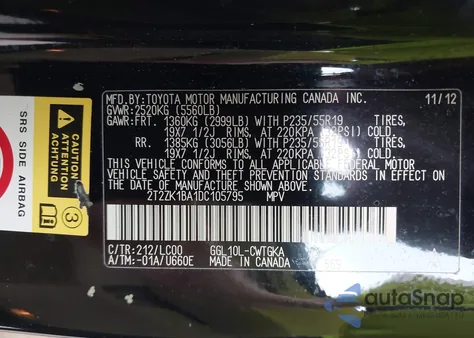 MFD.BY:TOYOTA MOTOR MANUFACTURING CANADA INC. 11/12
GVWR:2520KG (5560LB)
GAWR:FRT. 1360KG (2999LB) WITH P235/55R19 TIRES,
19X7 1/2J RIMS, AT 220KPA (32PSI) COLD.
RR. 1385KG (3056LB) WITH P235/55R19 TIRES,
19X7 1/2J RIMS, AT 220KPA (32PSI) COLD.
THIS VEHICLE CONFORMS TO ALL APPLICABLE FEDERAL MOTOR
VEHICLE SAFETY AND THEFT PREVENTION STANDARDS IN EFFECT
ON THE DATE OF MANUFACTURE SHOWN ABOVE.
2T2ZK1BA1DC105795 MPV
C/TR:212/LC00 GGL10L-CWTGKA
A/TM:-01A/U660E MADE IN CANADA
SRS SIDE AIRBAG
CAUTION
ATTENTION
ACHTUNG
3
autoSnap